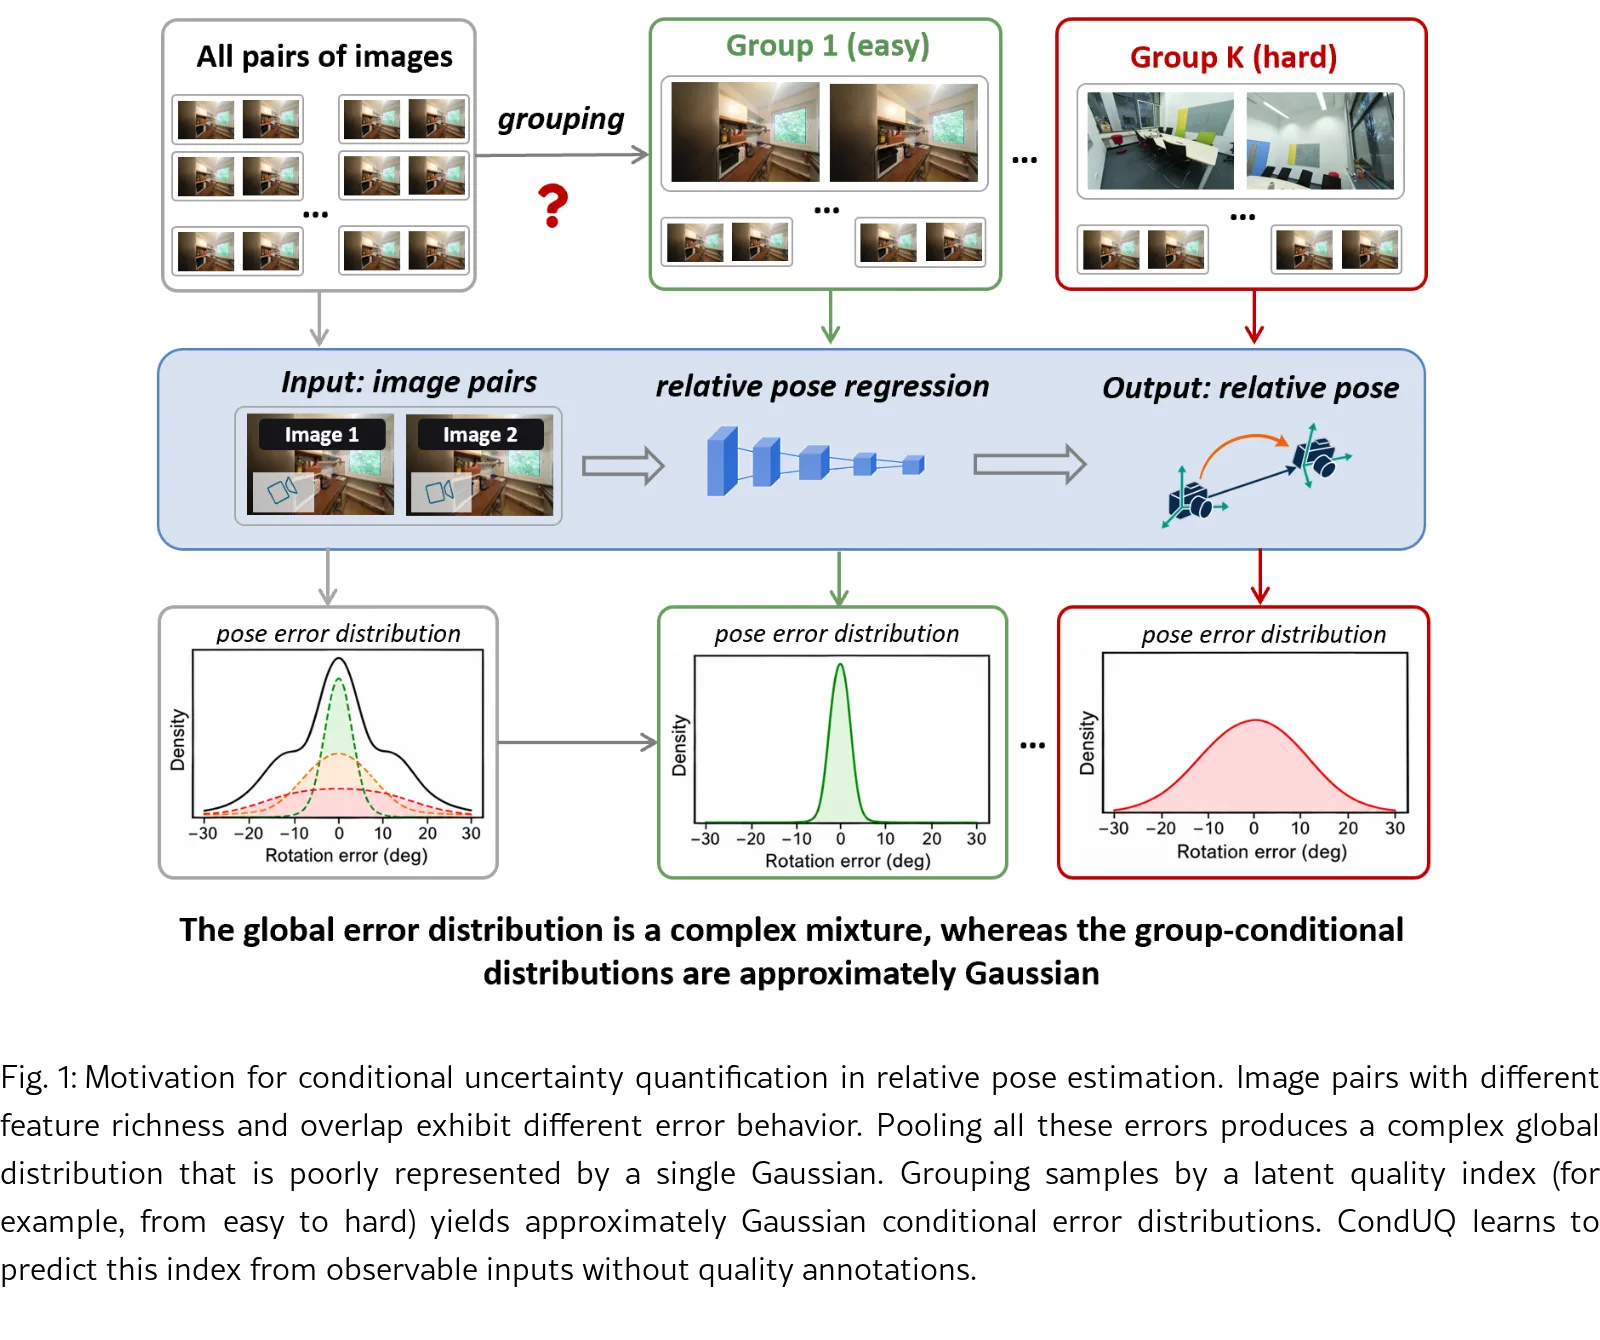 All pairs of images
grouping
?
Group 1 (easy)
Group K (hard)
...
...
...
...
Input: image pairs
Image 1
Image 2
relative pose regression
Output: relative pose
pose error distribution
Density
−30 −20 −10 0 10 20 30
Rotation error (deg)
pose error distribution
Density
−30 −20 −10 0 10 20 30
Rotation error (deg)
...
pose error distribution
Density
−30 −20 −10 0 10 20 30
Rotation error (deg)
The global error distribution is a complex mixture, whereas the group-conditional
distributions are approximately Gaussian
Fig. 1: Motivation for conditional uncertainty quantification in relative pose estimation. Image pairs with different
feature richness and overlap exhibit different error behavior. Pooling all these errors produces a complex global
distribution that is poorly represented by a single Gaussian. Grouping samples by a latent quality index (for
example, from easy to hard) yields approximately Gaussian conditional error distributions. CondUQ learns to
predict this index from observable inputs without quality annotations.